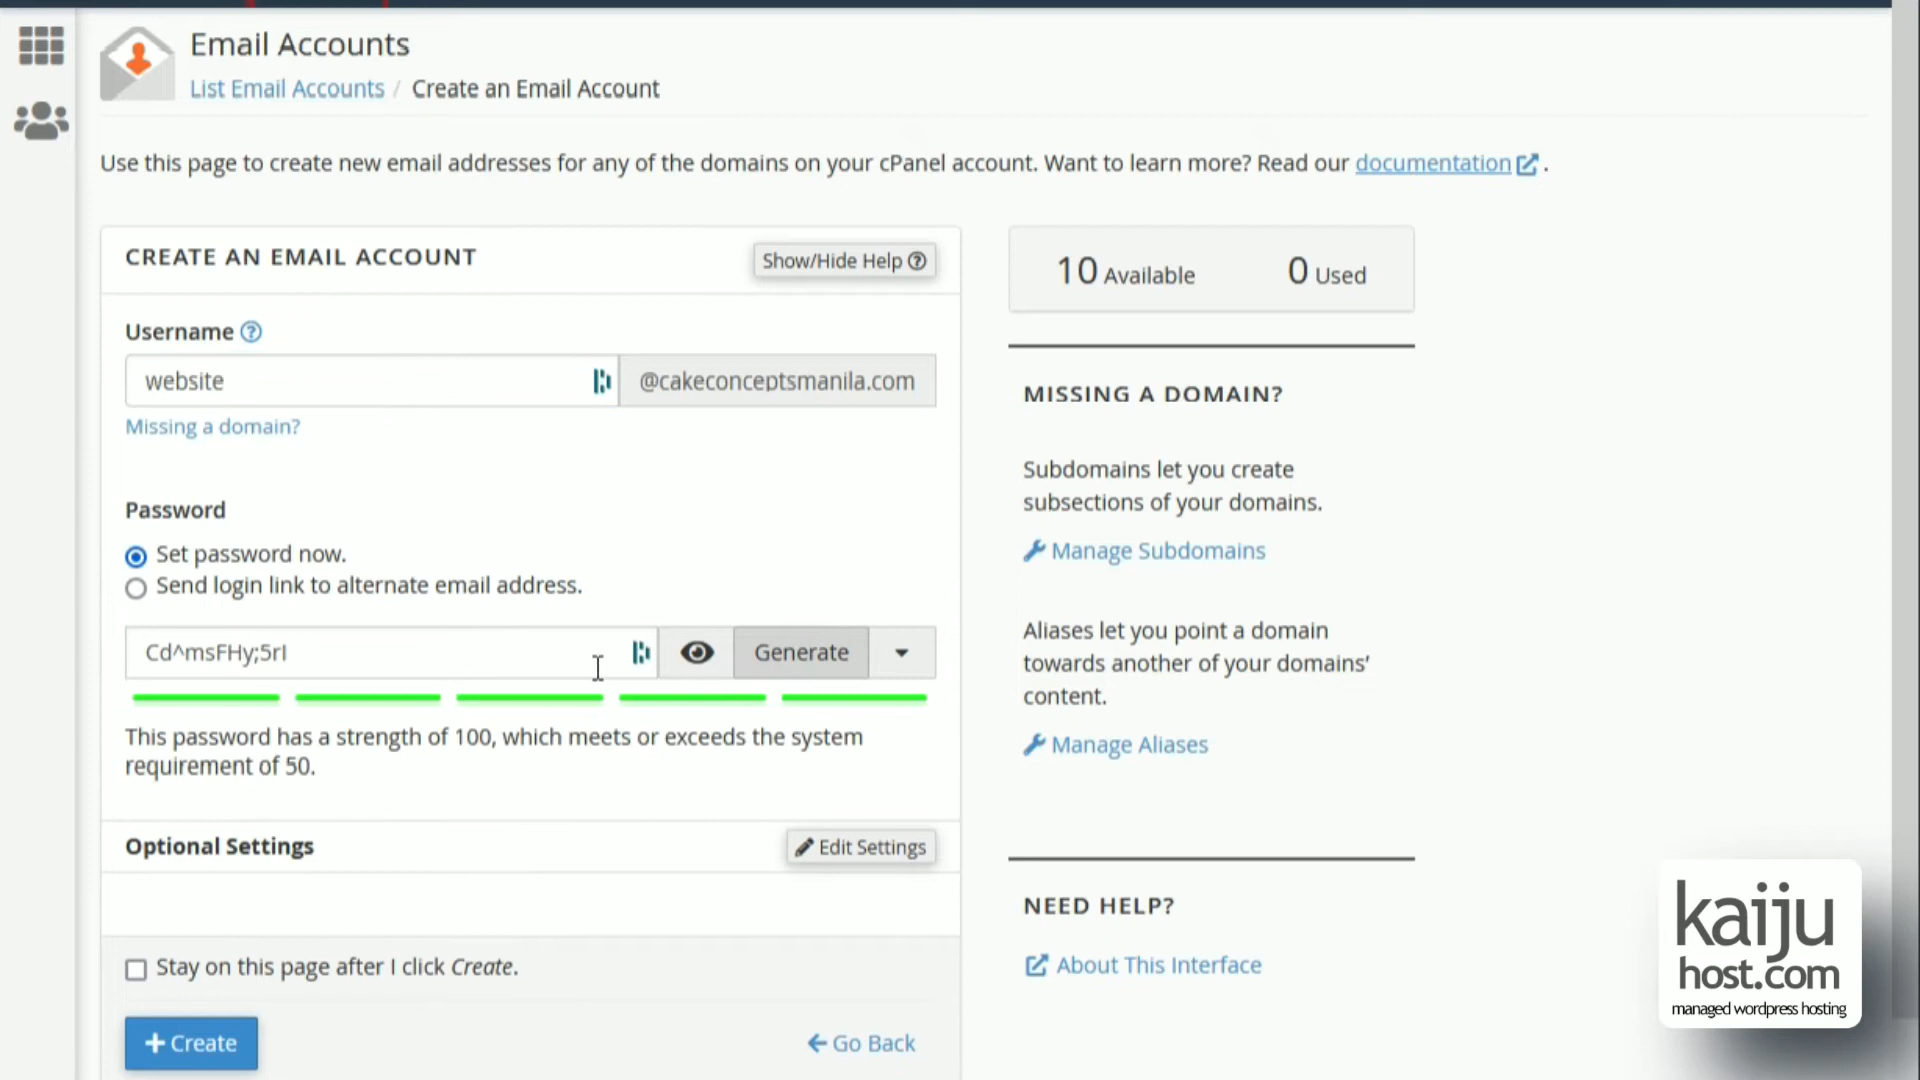 Email Accounts
List Email Accounts / Create an Email Account
Use this page to create new email addresses for any of the domains on your cPanel account. Want to learn more? Read our documentation .
CREATE AN EMAIL ACCOUNT
Show/Hide Help
Username
website
@cakeconceptsmanila.com
Missing a domain?
Password
Set password now.
Send login link to alternate email address.
Cd^msFHy;5rI
Generate
This password has a strength of 100, which meets or exceeds the system
requirement of 50.
Optional Settings
Edit Settings
Stay on this page after I click Create.
+ Create
Go Back
10 Available
0 Used
MISSING A DOMAIN?
Subdomains let you create
subsections of your domains.
Manage Subdomains
Aliases let you point a domain
towards another of your domains’
content.
Manage Aliases
NEED HELP?
About This Interface
kaiju
host.com
managed wordpress hosting